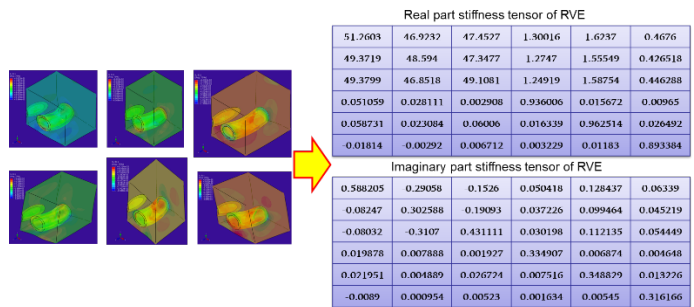 Real part stiffness tensor of RVE
51.2603 46.9232 47.4527 1.30016 1.6237 0.4676
49.3719 48.594 47.3477 1.2747 1.55549 0.426518
49.3799 46.8518 49.1081 1.24919 1.58754 0.446288
0.051059 0.028111 0.002908 0.936006 0.015672 0.00965
0.058731 0.023084 0.06006 0.016339 0.962514 0.026492
-0.01814 -0.00292 0.006712 0.003229 0.01183 0.893384
Imaginary part stiffness tensor of RVE
0.588205 0.29058 0.1526 0.050418 0.128437 0.06339
-0.08247 0.302588 -0.19093 0.037226 0.099464 0.045219
-0.08032 -0.3107 0.431111 0.030198 0.112135 0.054449
0.019878 0.007888 0.001927 0.334907 0.006874 0.004648
0.021951 0.004889 0.026724 0.007516 0.348829 0.013226
-0.0089 0.000954 0.00523 0.001634 0.00545 0.316166